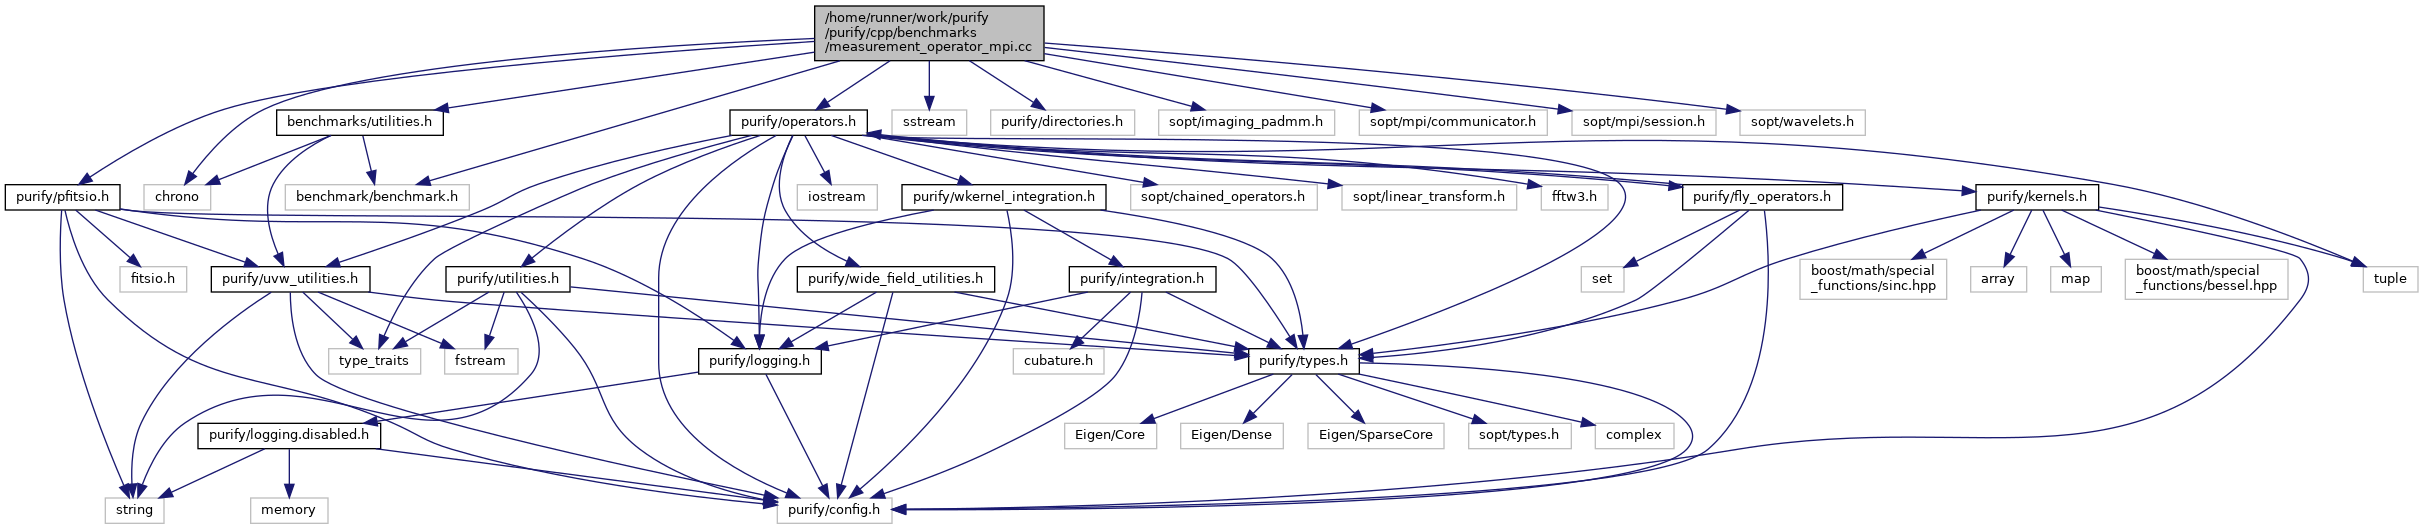 /home/runner/work/purify
/purify/cpp/benchmarks
/measurement_operator_mpi.cc
benchmarks/utilities.h
purify/operators.h
sstream
purify/directories.h
sopt/imaging_padmm.h
sopt/mpi/communicator.h
sopt/mpi/session.h
sopt/wavelets.h
purify/pfitsio.h
chrono
benchmark/benchmark.h
iostream
purify/wkernel_integration.h
sopt/chained_operators.h
sopt/linear_transform.h
fftw3.h
purify/fly_operators.h
purify/kernels.h
fitsio.h
purify/uvw_utilities.h
purify/utilities.h
purify/wide_field_utilities.h
purify/integration.h
set
boost/math/special
_functions/sinc.hpp
array
map
boost/math/special
_functions/bessel.hpp
tuple
type_traits
fstream
purify/logging.h
cubature.h
purify/types.h
purify/logging.disabled.h
Eigen/Core
Eigen/Dense
Eigen/SparseCore
sopt/types.h
complex
string
memory
purify/config.h